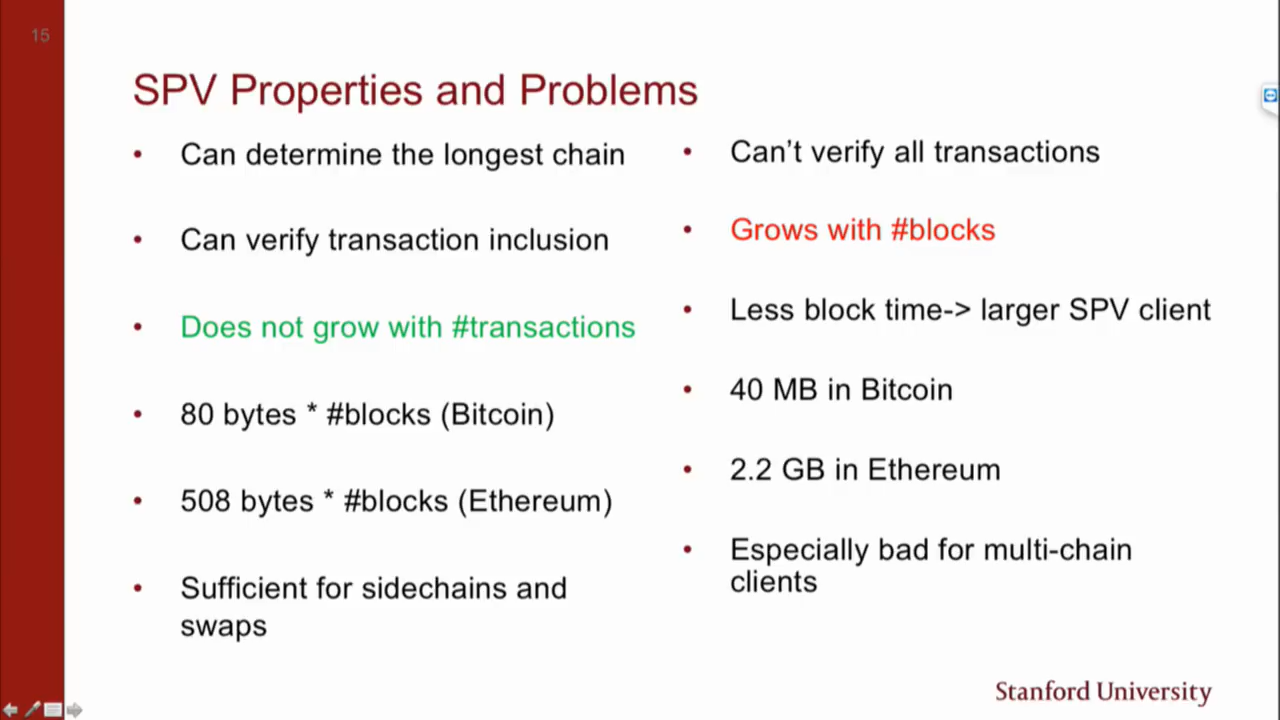 15
SPV Properties and Problems
• Can determine the longest chain
• Can verify transaction inclusion
• Does not grow with #transactions
• 80 bytes * #blocks (Bitcoin)
• 508 bytes * #blocks (Ethereum)
• Sufficient for sidechains and
swaps
• Can’t verify all transactions
• Grows with #blocks
• Less block time-> larger SPV client
• 40 MB in Bitcoin
• 2.2 GB in Ethereum
• Especially bad for multi-chain
clients
Stanford University